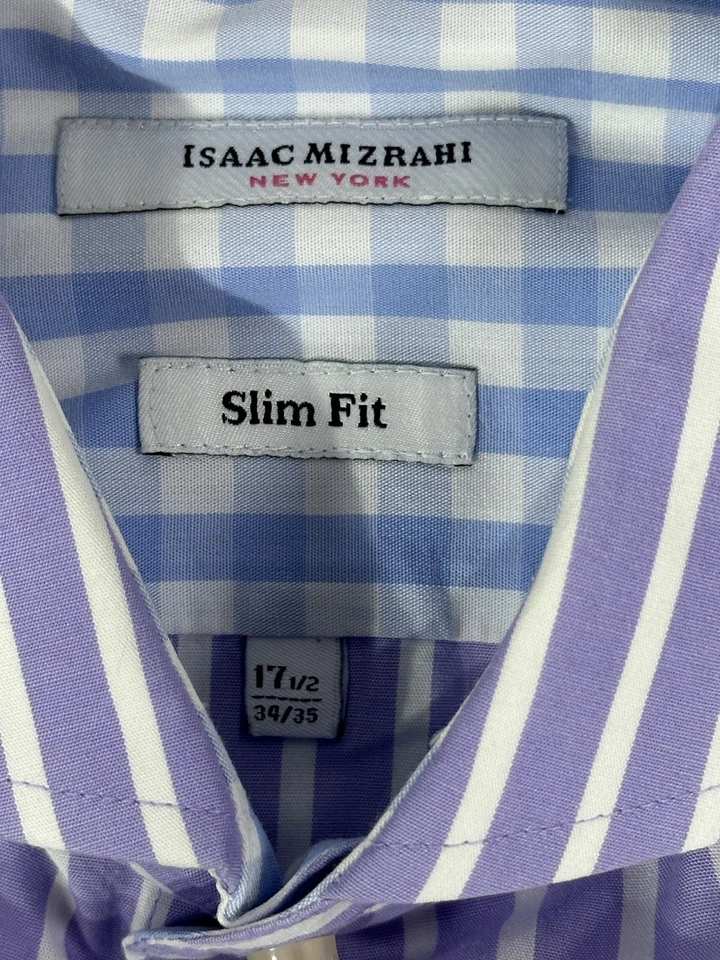 ISAAC MIZRAHI
NEW YORK
Slim Fit
17 1/2
34/35